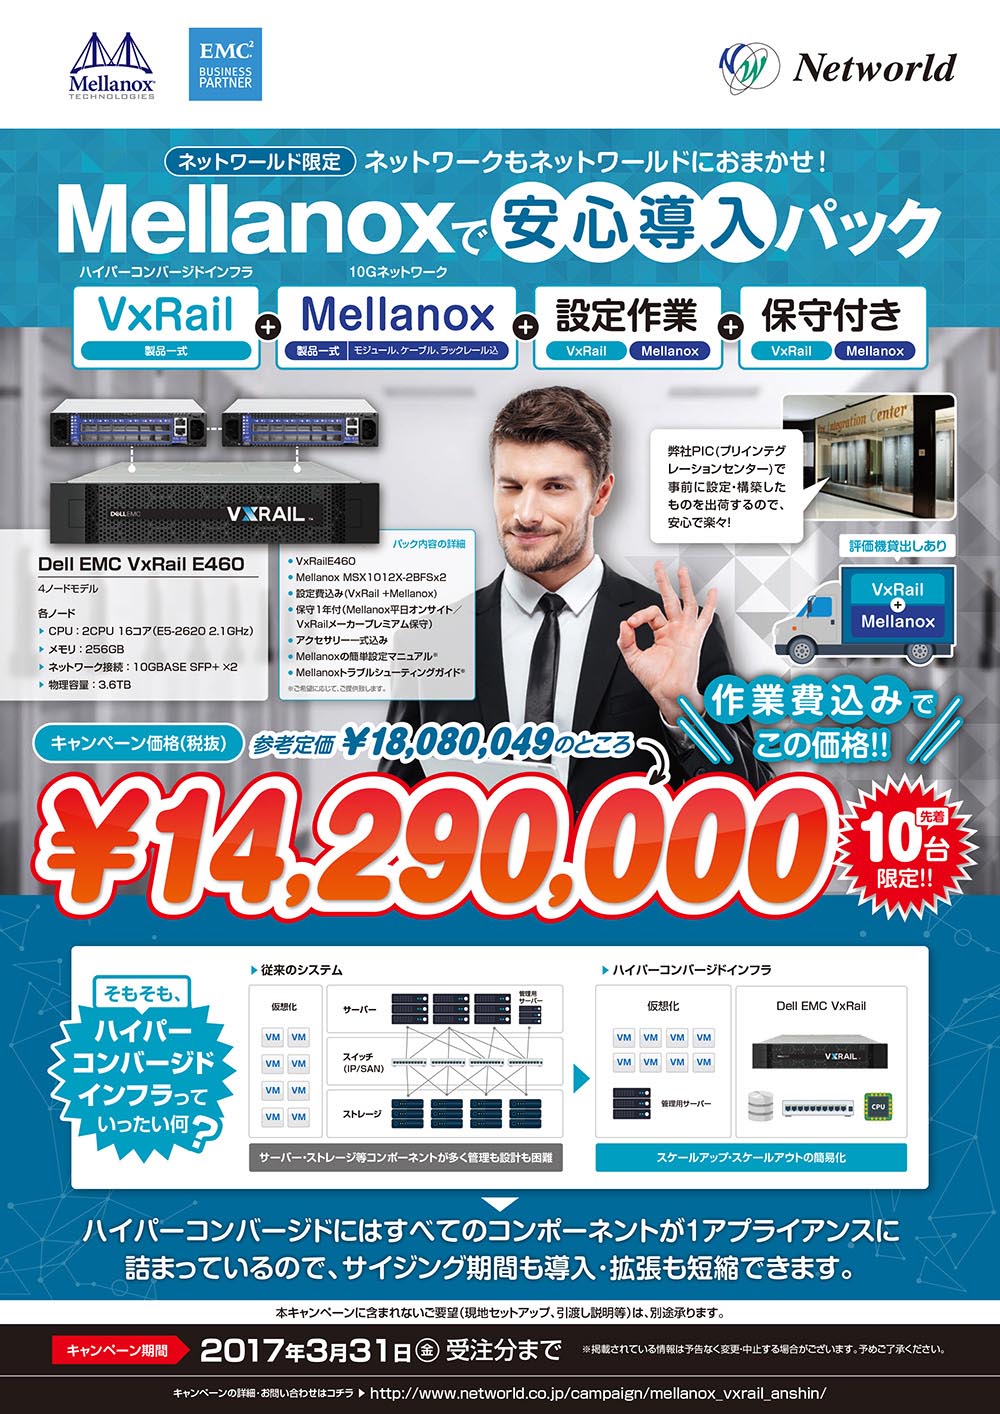 Mellanox
TECHNOLOGIES
EMC²
BUSINESS
PARTNER
NW
Networld
ネットワールド限定 ネットワークもネットワールドにおまかせ！
Mellanoxで安心導入パック
ハイパーコンバージドインフラ
VxRail
製品一式
+
10Gネットワーク
Mellanox
製品一式 モジュール、ケーブル、ラックレール込
+
設定作業
VxRail Mellanox
+
保守付き
VxRail Mellanox
DELLEMC VXRAIL™
Integration Center
弊社PIC(プリインテグ
レーションセンター)で
事前に設定・構築した
ものを出荷するので、
安心で楽々！
評価機貸出しあり
VxRail
+
Mellanox
Dell EMC VxRail E460
4ノードモデル
各ノード
▶ CPU：2CPU 16コア(E5-2620 2.1GHz)
▶ メモリ：256GB
▶ ネットワーク接続：10GBASE SFP+ ×2
▶ 物理容量：3.6TB
パック内容の詳細
● VxRailE460
● Mellanox MSX1012X-2BFSx2
● 設定費込み(VxRail +Mellanox)
● 保守1年付(Mellanox平日オンサイト／
VxRailメーカープレミアム保守)
● アクセサリー一式込み
● Mellanoxの簡単設定マニュアル※
● Mellanoxトラブルシューティングガイド※
※ご希望に応じて、ご提供致します。
作業費込みで
この価格!!
キャンペーン価格(税抜) 参考定価 ¥18,080,049のところ
¥14,290,000
先着
10台
限定!!
そもそも、
ハイパー
コンバージド
インフラって
いったい何？
▶ 従来のシステム
仮想化
VM VM
VM VM
VM VM
VM VM
サーバー
管理用
サーバー
スイッチ
(IP/SAN)
ストレージ
サーバー・ストレージ等コンポーネントが多く管理も設計も困難
▶ ハイパーコンバージドインフラ
仮想化
VM VM VM VM
VM VM VM VM
管理用サーバー
Dell EMC VxRail
VXRAIL
CPU
スケールアップ・スケールアウトの簡易化
ハイパーコンバージドにはすべてのコンポーネントが1アプライアンスに
詰まっているので、サイジング期間も導入・拡張も短縮できます。
本キャンペーンに含まれないご要望(現地セットアップ、引渡し説明等)は、別途承ります。
キャンペーン期間 2017年3月31日㊎ 受注分まで ※掲載されている情報は予告なく変更・中止する場合がございます。予めご了承ください。
キャンペーンの詳細・お問い合わせはコチラ ▶ http://www.networld.co.jp/campaign/mellanox_vxrail_anshin/